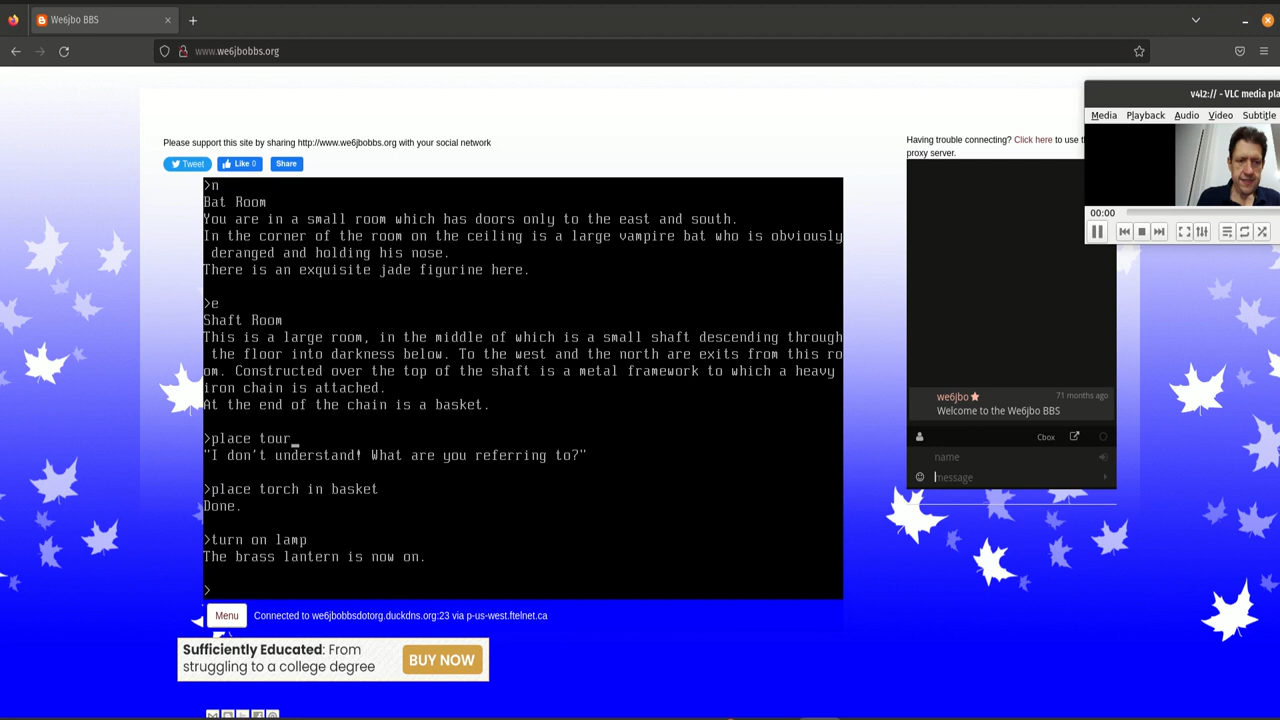 We6jbo BBS
www.we6jbobbs.org
v4l2:// - VLC media pla
Media Playback Audio Video Subtitle
00:00
Please support this site by sharing http://www.we6jbobbs.org with your social network
Tweet Like 0 Share
Having trouble connecting? Click here to use t
proxy server.
>n
Bat Room
You are in a small room which has doors only to the east and south.
In the corner of the room on the ceiling is a large vampire bat who is obviously
deranged and holding his nose.
There is an exquisite jade figurine here.
>e
Shaft Room
This is a large room, in the middle of which is a small shaft descending through
the floor into darkness below. To the west and the north are exits from this ro
om. Constructed over the top of the shaft is a metal framework to which a heavy
iron chain is attached.
At the end of the chain is a basket.
>place tour_
"I don't understand! What are you referring to?"
>place torch in basket
Done.
>turn on lamp
The brass lantern is now on.
>
we6jbo 71 months ago
Welcome to the We6jbo BBS
Cbox
name
message
Menu Connected to we6jbobbsdotorg.duckdns.org:23 via p-us-west.ftelnet.ca
Sufficiently Educated: From
struggling to a college degree
BUY NOW